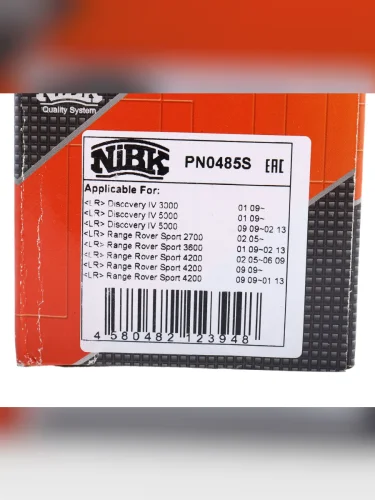 NiBK
Quality System
NiBK PN0485S EAC
Applicable For:
<LR> Discovery IV 3000 01 09~
<LR> Discovery IV 5000 01 09~
<LR> Discovery IV 5000 09 09~02 13
<LR> Range Rover Sport 2700 02 05~
<LR> Range Rover Sport 3600 01 09~02 13
<LR> Range Rover Sport 4200 02 05~06 09
<LR> Range Rover Sport 4200 09 09~
<LR> Range Rover Sport 4200 09 09~01 13
4 580482 123948